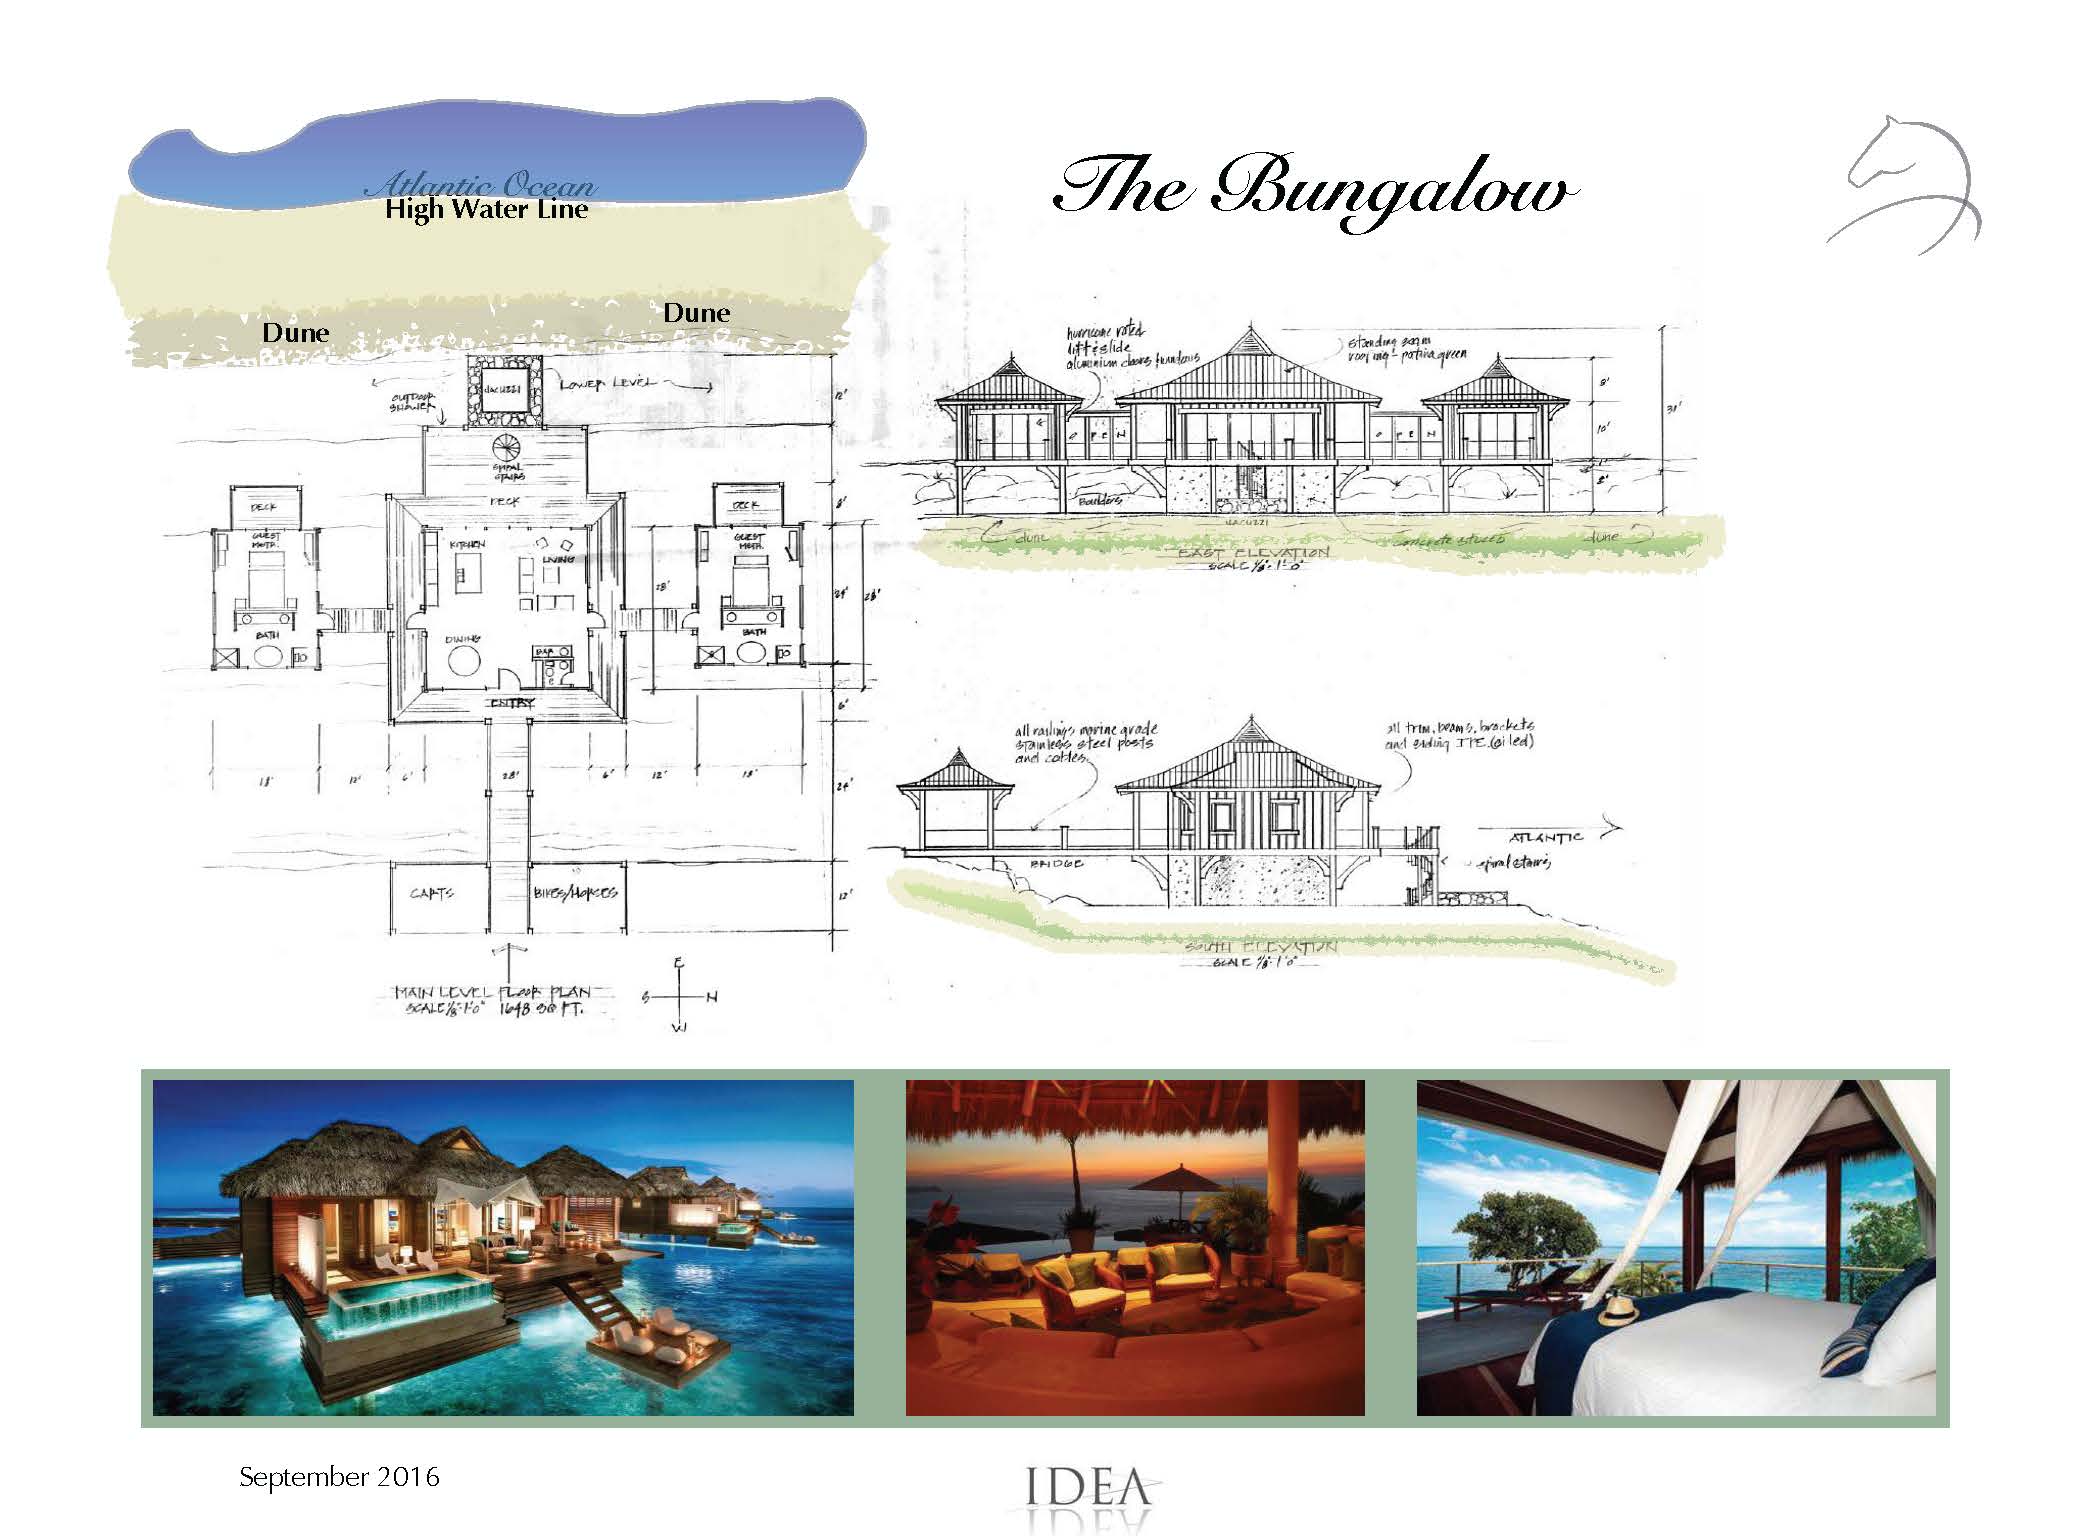 The Bungalow
Atlantic Ocean
High Water Line
Dune
Dune
JACUZZI
LOWER LEVEL
OUTDOOR
SHOWER
12'
SPIRAL
STAIRS
DECK
DECK
DECK
8'
GUEST
MSTR.
KITCHEN
LIVING
GUEST
MSTR.
28'
24'
28'
BATH
DINING
BAR
BATH
ENTRY
6'
18'
12'
6'
28'
6'
12'
18'
24'
CARTS
BIKES/HORSES
12'
MAIN LEVEL FLOOR PLAN
SCALE 1/8"=1'0" 1648 SQ FT.
E
S
N
W
hurricane rated
lift & slide
aluminium doors & windows
standing seam
roofing - patina green
OPEN
OPEN
8'
10'
31'
8'
Boulders
JACUZZI
dune
concrete stucco
dune
EAST ELEVATION
SCALE 1/8"=1'0"
all railings marine grade
stainless steel posts
and cables.
all trim, beams, brackets
and siding IPE. (oiled)
ATLANTIC
BRIDGE
spiral stairs
SOUTH ELEVATION
SCALE 1/8"=1'0"
September 2016
IDEA